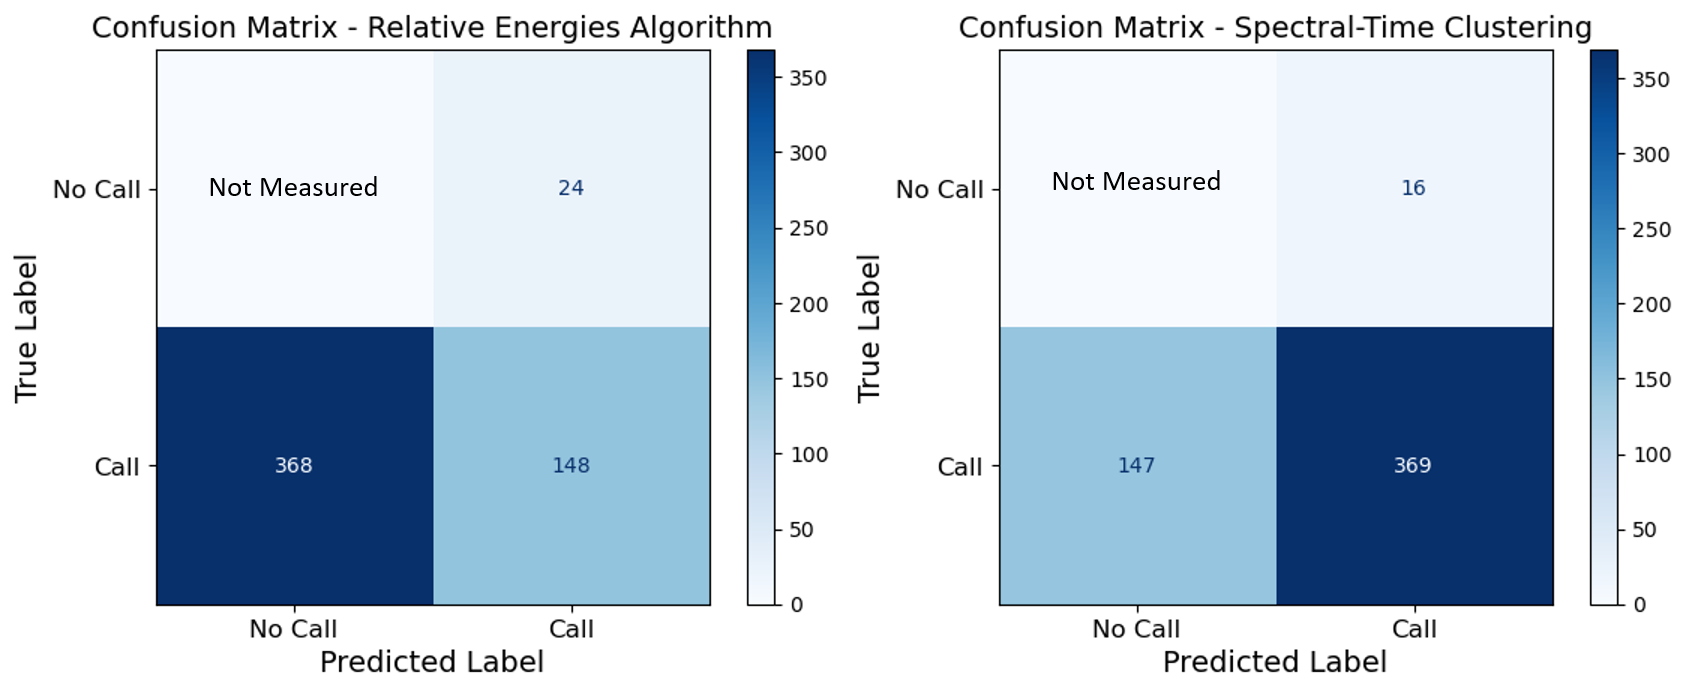 Confusion Matrix - Relative Energies Algorithm
No Call
Call
True Label
Not Measured
24
368
148
No Call
Call
Predicted Label
350
300
250
200
150
100
50
0
Confusion Matrix - Spectral-Time Clustering
No Call
Call
True Label
Not Measured
16
147
369
No Call
Call
Predicted Label
350
300
250
200
150
100
50
0